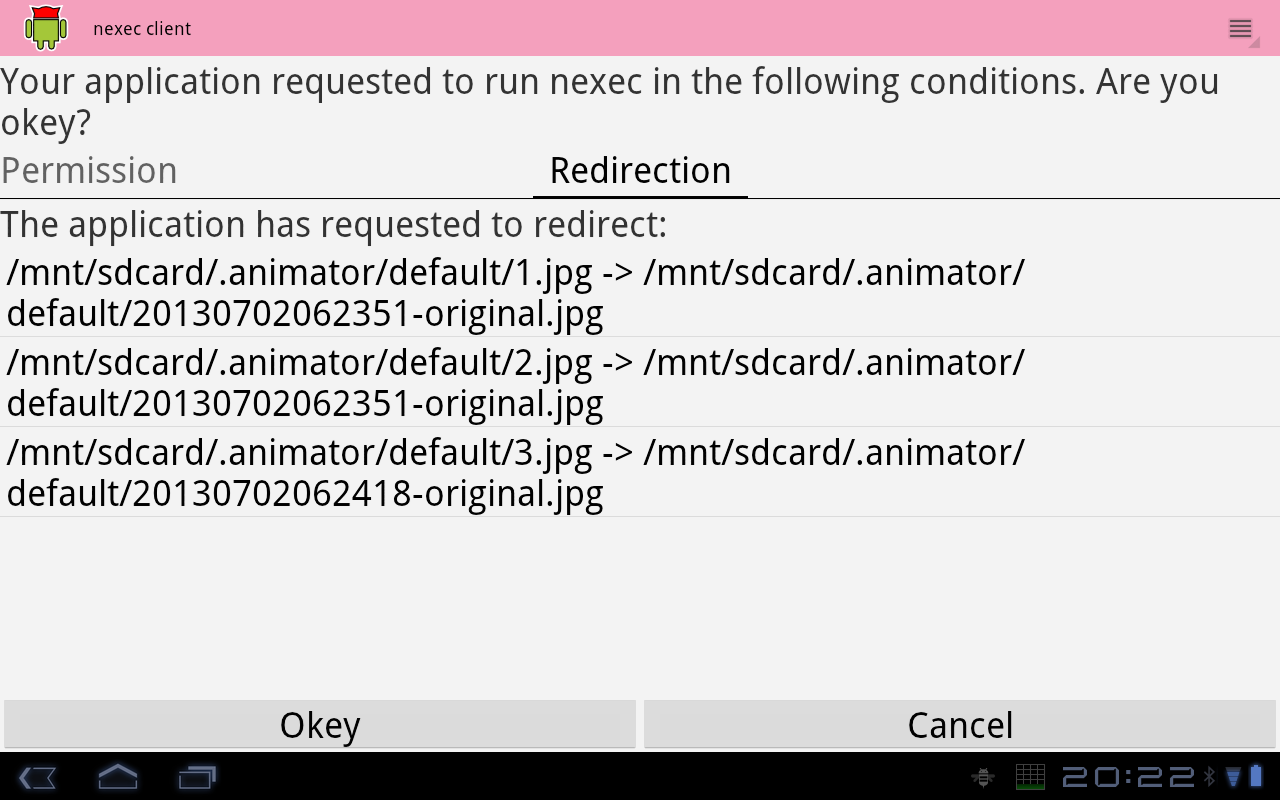 nexec client
Your application requested to run nexec in the following conditions. Are you
okey?
Permission
Redirection
The application has requested to redirect:
/mnt/sdcard/.animator/default/1.jpg -> /mnt/sdcard/.animator/
default/20130702062351-original.jpg
/mnt/sdcard/.animator/default/2.jpg -> /mnt/sdcard/.animator/
default/20130702062351-original.jpg
/mnt/sdcard/.animator/default/3.jpg -> /mnt/sdcard/.animator/
default/20130702062418-original.jpg
Okey
Cancel
20:22